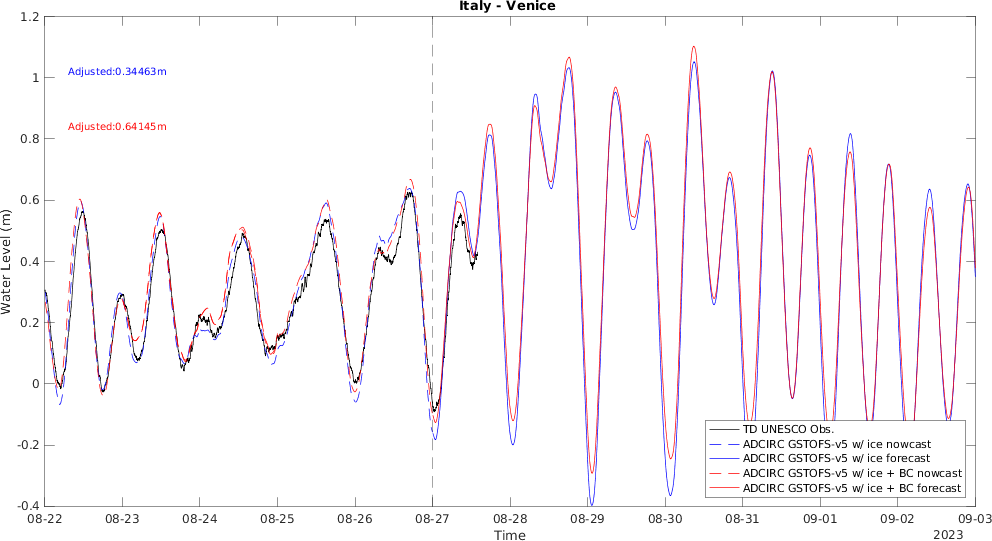 Italy - Venice
1.2
1
0.8
0.6
0.4
0.2
0
-0.2
-0.4
Water Level (m)
Adjusted:0.34463m
Adjusted:0.64145m
TD UNESCO Obs.
ADCIRC GSTOFS-v5 w/ ice nowcast
ADCIRC GSTOFS-v5 w/ ice forecast
ADCIRC GSTOFS-v5 w/ ice + BC nowcast
ADCIRC GSTOFS-v5 w/ ice + BC forecast
08-22 08-23 08-24 08-25 08-26 08-27 08-28 08-29 08-30 08-31 09-01 09-02 09-03
Time
2023